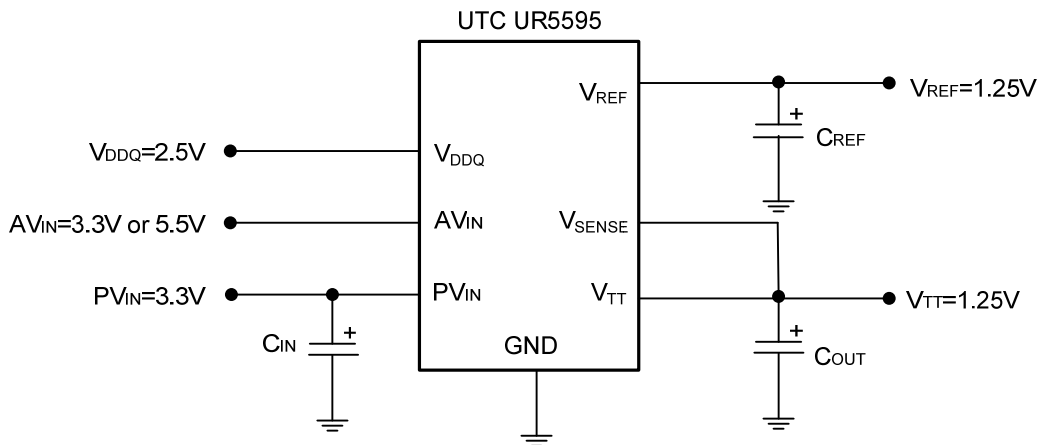 UTC UR5595
VREF
VREF=1.25V
+
CREF
VDDQ=2.5V
VDDQ
AVIN=3.3V or 5.5V
AVIN
VSENSE
PVIN=3.3V
PVIN
VTT
VTT=1.25V
CIN
+
GND
+
COUT